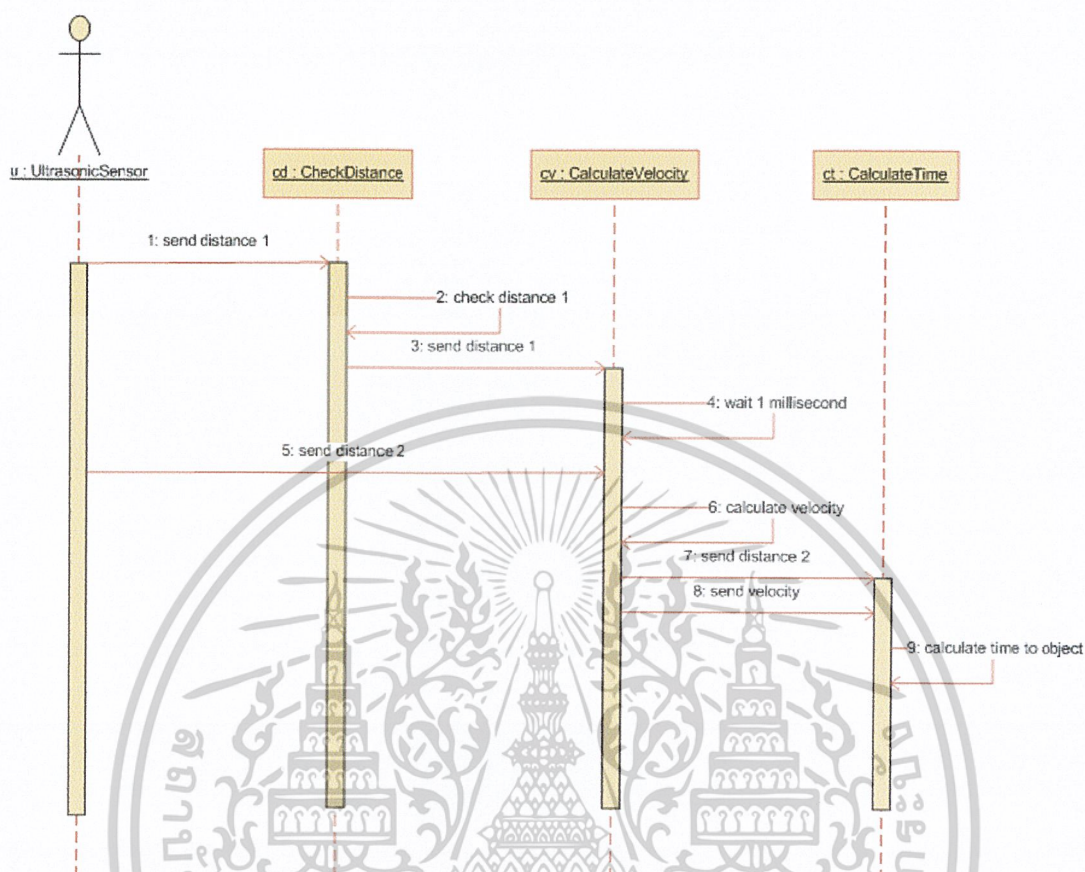 u : UltrasonicSensor
cd : CheckDistance
cv : CalculateVelocity
ct : CalculateTime
1: send distance 1
2: check distance 1
3: send distance 1
4: wait 1 millisecond
5: send distance 2
6: calculate velocity
7: send distance 2
8: send velocity
9: calculate time to object